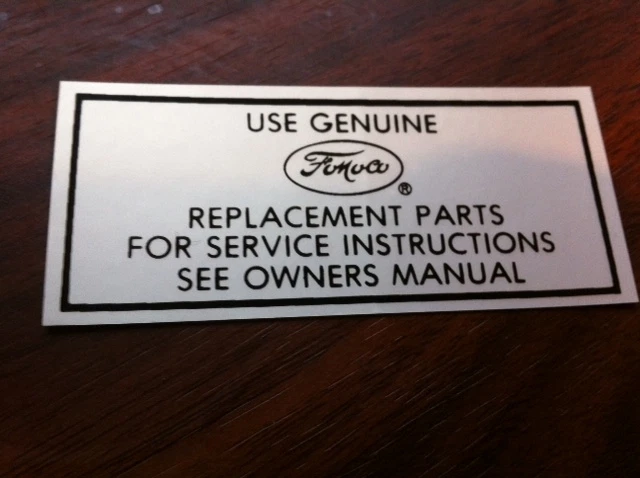 USE GENUINE
FoMoCo
®
REPLACEMENT PARTS
FOR SERVICE INSTRUCTIONS
SEE OWNERS MANUAL